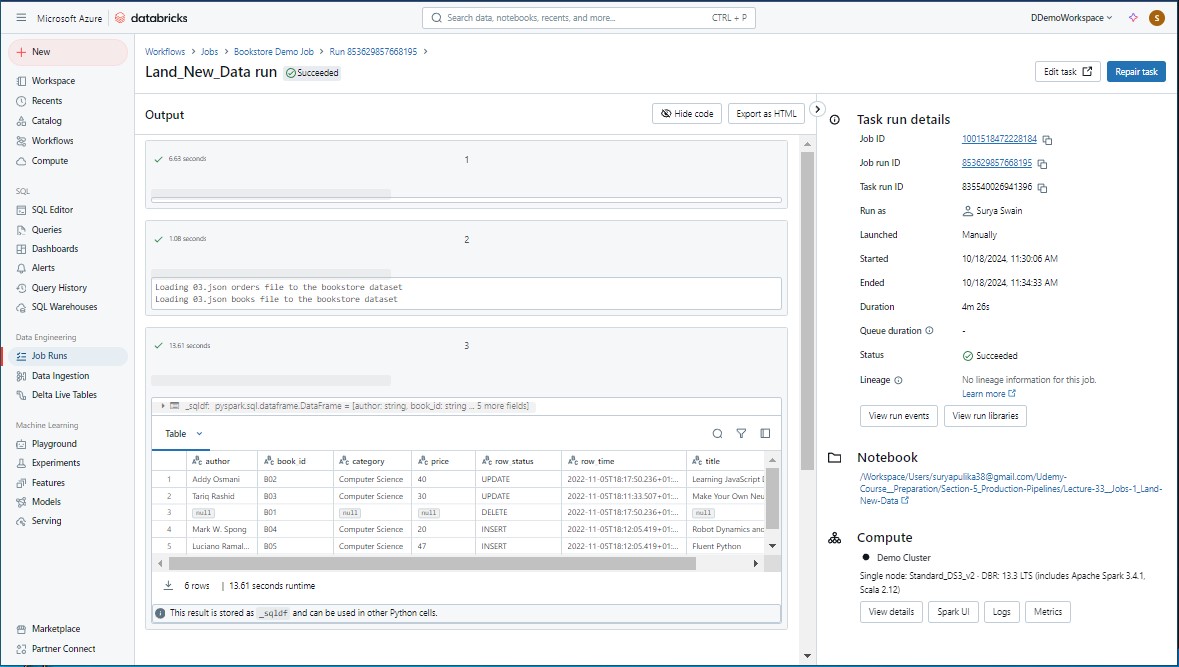 Microsoft Azure databricks Search data, notebooks, recents, and more... CTRL + P DDemoWorkspace S
New
Workspace
Recents
Catalog
Workflows
Compute
SQL
SQL Editor
Queries
Dashboards
Alerts
Query History
SQL Warehouses
Data Engineering
Job Runs
Data Ingestion
Delta Live Tables
Machine Learning
Playground
Experiments
Features
Models
Serving
Marketplace
Partner Connect
Workflows > Jobs > Bookstore Demo Job > Run 853629857668195 >
Land_New_Data run Succeeded
Edit task Repair task
Output Hide code Export as HTML
6.63 seconds 1
1.08 seconds 2
Loading 03.json orders file to the bookstore dataset
Loading 03.json books file to the bookstore dataset
13.61 seconds 3
_sqldf: pyspark.sql.dataframe.DataFrame = [author: string, book_id: string ... 5 more fields]
Table
author book_id category price row_status row_time title
1 Addy Osmani B02 Computer Science 40 UPDATE 2022-11-05T18:17:50.236+01:... Learning JavaScript
2 Tariq Rashid B03 Computer Science 30 UPDATE 2022-11-05T18:11:33.507+01:... Make Your Own Neu
3 null B01 null null DELETE 2022-11-05T18:17:50.236+01:... null
4 Mark W. Spong B04 Computer Science 20 INSERT 2022-11-05T18:12:05.419+01:... Robot Dynamics and
5 Luciano Ramal... B05 Computer Science 47 INSERT 2022-11-05T18:12:05.419+01:... Fluent Python
6 rows | 13.61 seconds runtime
This result is stored as _sqldf and can be used in other Python cells.
Task run details
Job ID 1001518472228184
Job run ID 853629857668195
Task run ID 835540026941396
Run as Surya Swain
Launched Manually
Started 10/18/2024, 11:30:06 AM
Ended 10/18/2024, 11:34:33 AM
Duration 4m 26s
Queue duration -
Status Succeeded
Lineage No lineage information for this job.
Learn more
View run events View run libraries
Notebook
/Workspace/Users/suryapulika38@gmail.com/Udemy-
Course__Preparation/Section-5_Production-Pipelines/Lecture-33__Jobs-1_Land-
New-Data
Compute
Demo Cluster
Single node: Standard_DS3_v2 · DBR: 13.3 LTS (includes Apache Spark 3.4.1,
Scala 2.12)
View details Spark UI Logs Metrics